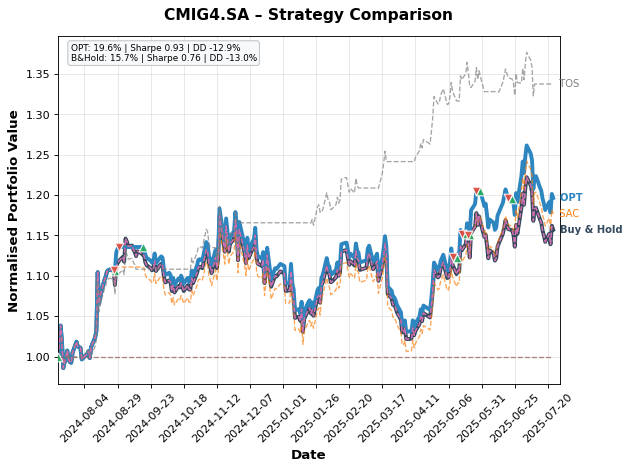 CMIG4.SA – Strategy Comparison
OPT: 19.6% | Sharpe 0.93 | DD -12.9%
B&Hold: 15.7% | Sharpe 0.76 | DD -13.0%
Normalised Portfolio Value
1.35
1.30
1.25
1.20
1.15
1.10
1.05
1.00
TOS
OPT
SAC
Buy & Hold
2024-08-04
2024-08-29
2024-09-23
2024-10-18
2024-11-12
2024-12-07
2025-01-01
2025-01-26
2025-02-20
2025-03-17
2025-04-11
2025-05-06
2025-05-31
2025-06-25
2025-07-20
Date